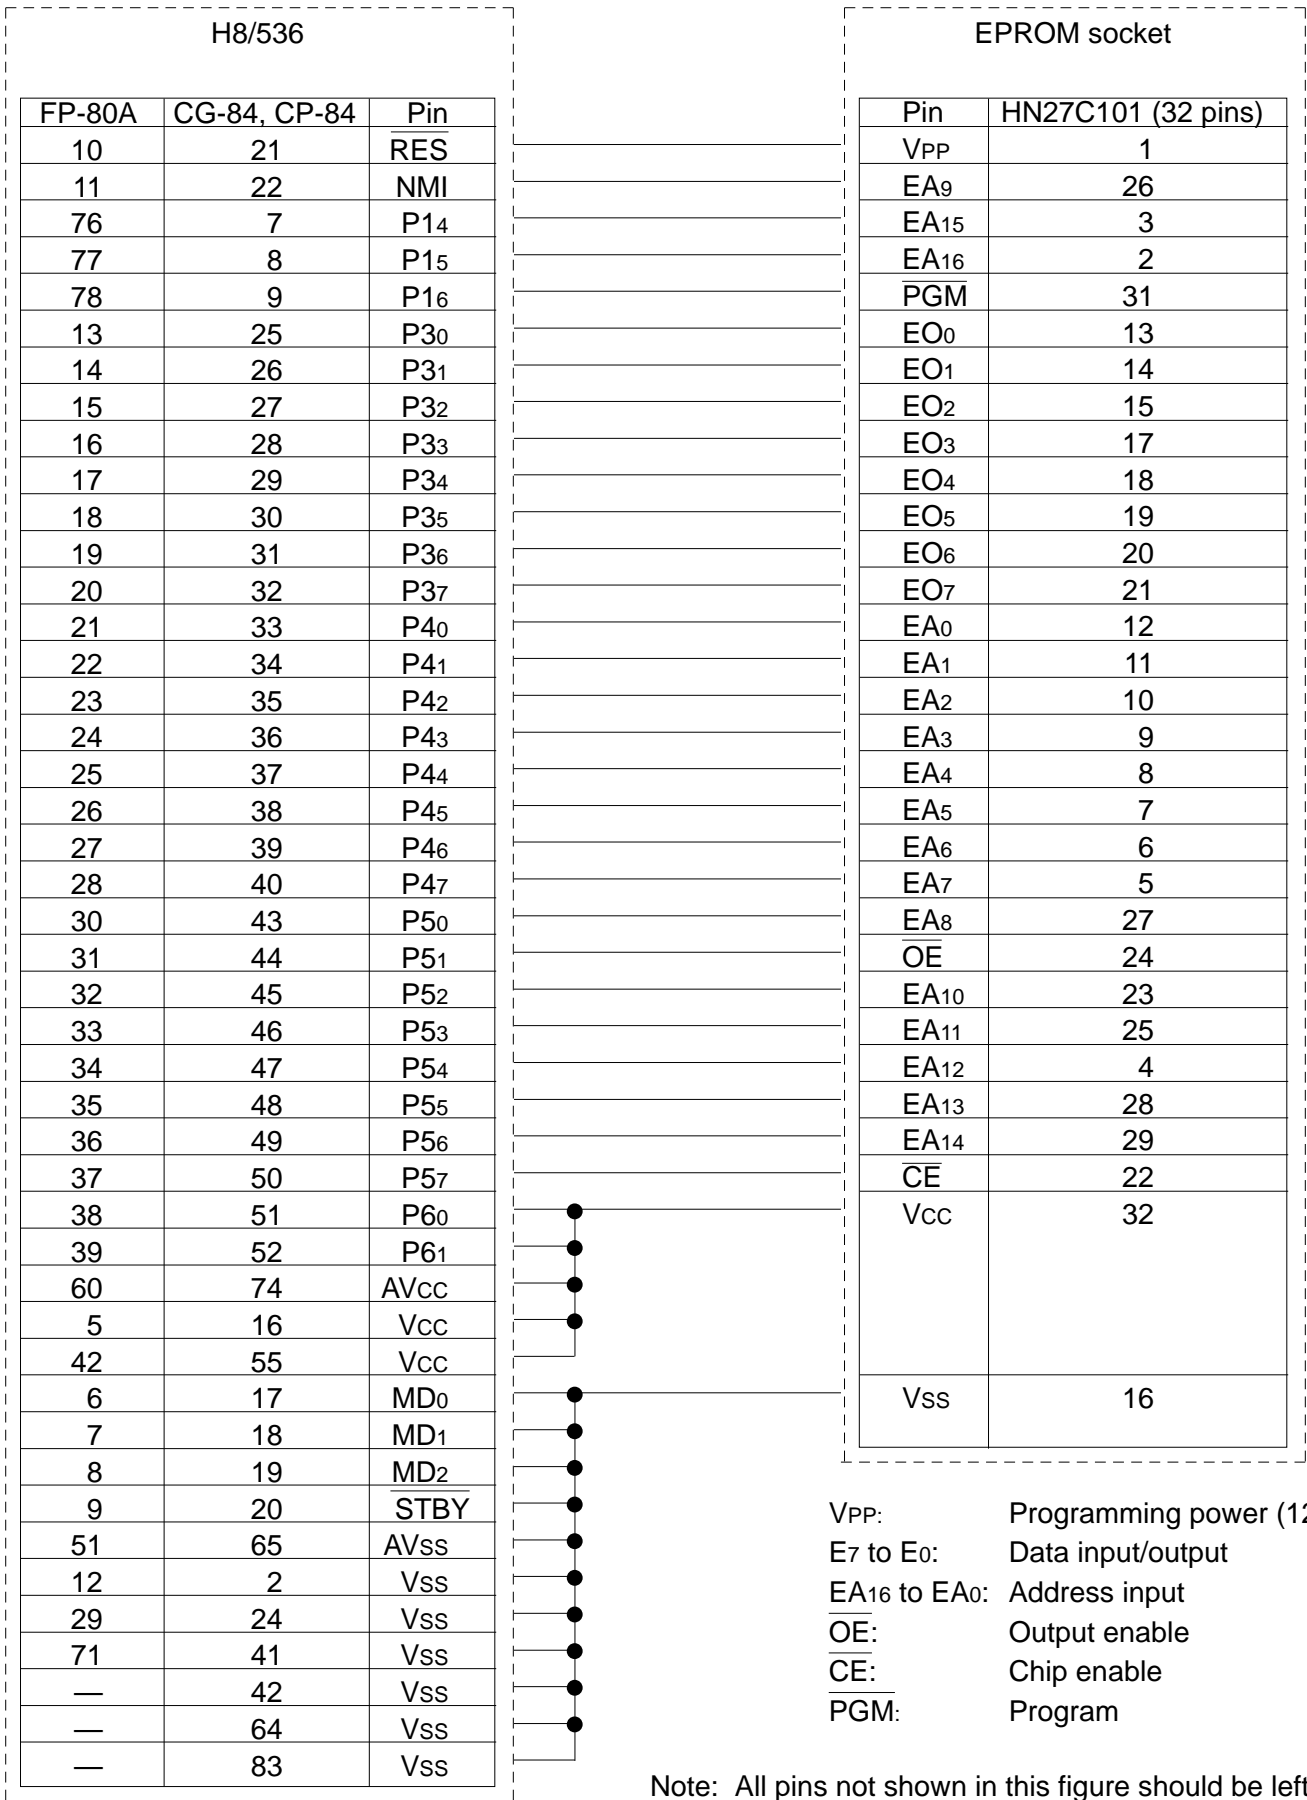 H8/536
FP-80A CG-84, CP-84 Pin
10 21 R̅E̅S̅
11 22 NMI
76 7 P14
77 8 P15
78 9 P16
13 25 P30
14 26 P31
15 27 P32
16 28 P33
17 29 P34
18 30 P35
19 31 P36
20 32 P37
21 33 P40
22 34 P41
23 35 P42
24 36 P43
25 37 P44
26 38 P45
27 39 P46
28 40 P47
30 43 P50
31 44 P51
32 45 P52
33 46 P53
34 47 P54
35 48 P55
36 49 P56
37 50 P57
38 51 P60
39 52 P61
60 74 AVCC
5 16 VCC
42 55 VCC
6 17 MD0
7 18 MD1
8 19 MD2
9 20 S̅T̅B̅Y̅
51 65 AVSS
12 2 VSS
29 24 VSS
71 41 VSS
— 42 VSS
— 64 VSS
— 83 VSS
EPROM socket
Pin HN27C101 (32 pins)
VPP 1
EA9 26
EA15 3
EA16 2
P̅G̅M̅ 31
EO0 13
EO1 14
EO2 15
EO3 17
EO4 18
EO5 19
EO6 20
EO7 21
EA0 12
EA1 11
EA2 10
EA3 9
EA4 8
EA5 7
EA6 6
EA7 5
EA8 27
O̅E̅ 24
EA10 23
EA11 25
EA12 4
EA13 28
EA14 29
C̅E̅ 22
VCC 32
VSS 16
VPP: Programming power (12
E7 to E0: Data input/output
EA16 to EA0: Address input
O̅E̅: Output enable
C̅E̅: Chip enable
P̅G̅M̅: Program
Note: All pins not shown in this figure should be left